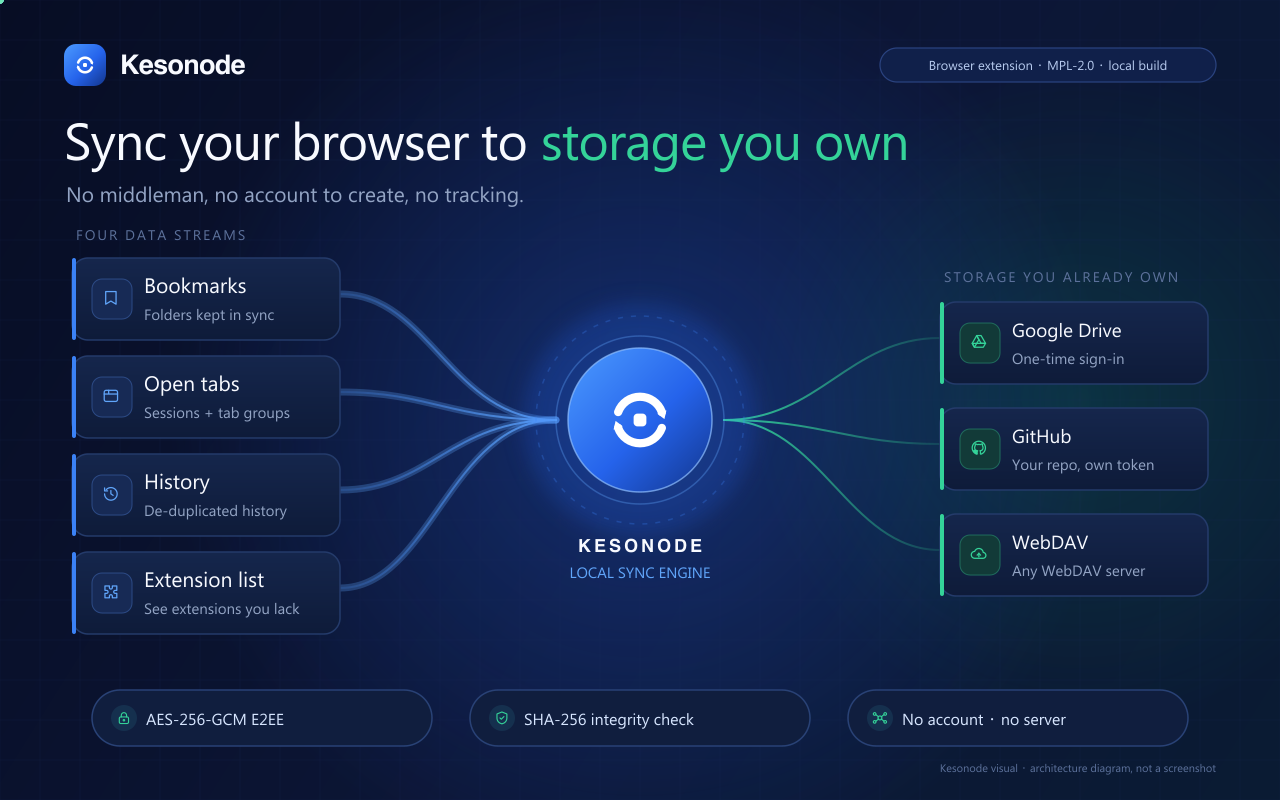 Kesonode
Browser extension · MPL-2.0 · local build
Sync your browser to storage you own
No middleman, no account to create, no tracking.
FOUR DATA STREAMS
Bookmarks
Folders kept in sync
Open tabs
Sessions + tab groups
History
De-duplicated history
Extension list
See extensions you lack
KESONODE
LOCAL SYNC ENGINE
STORAGE YOU ALREADY OWN
Google Drive
One-time sign-in
GitHub
Your repo, own token
WebDAV
Any WebDAV server
AES-256-GCM E2EE
SHA-256 integrity check
No account · no server
Kesonode visual · architecture diagram, not a screenshot